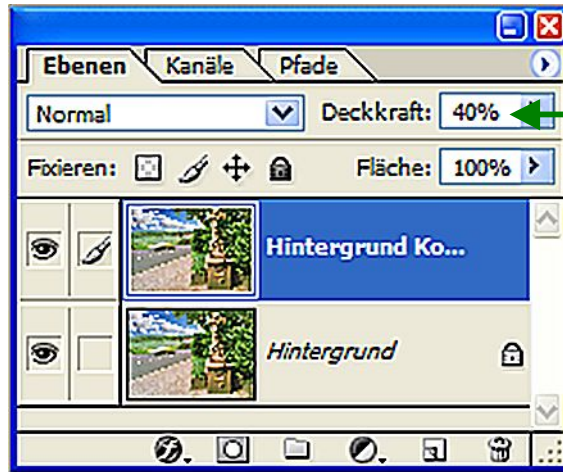 Ebenen Kanäle Pfade
Normal Deckkraft: 40%
Fixieren: Fläche: 100%
Hintergrund Ko...
Hintergrund